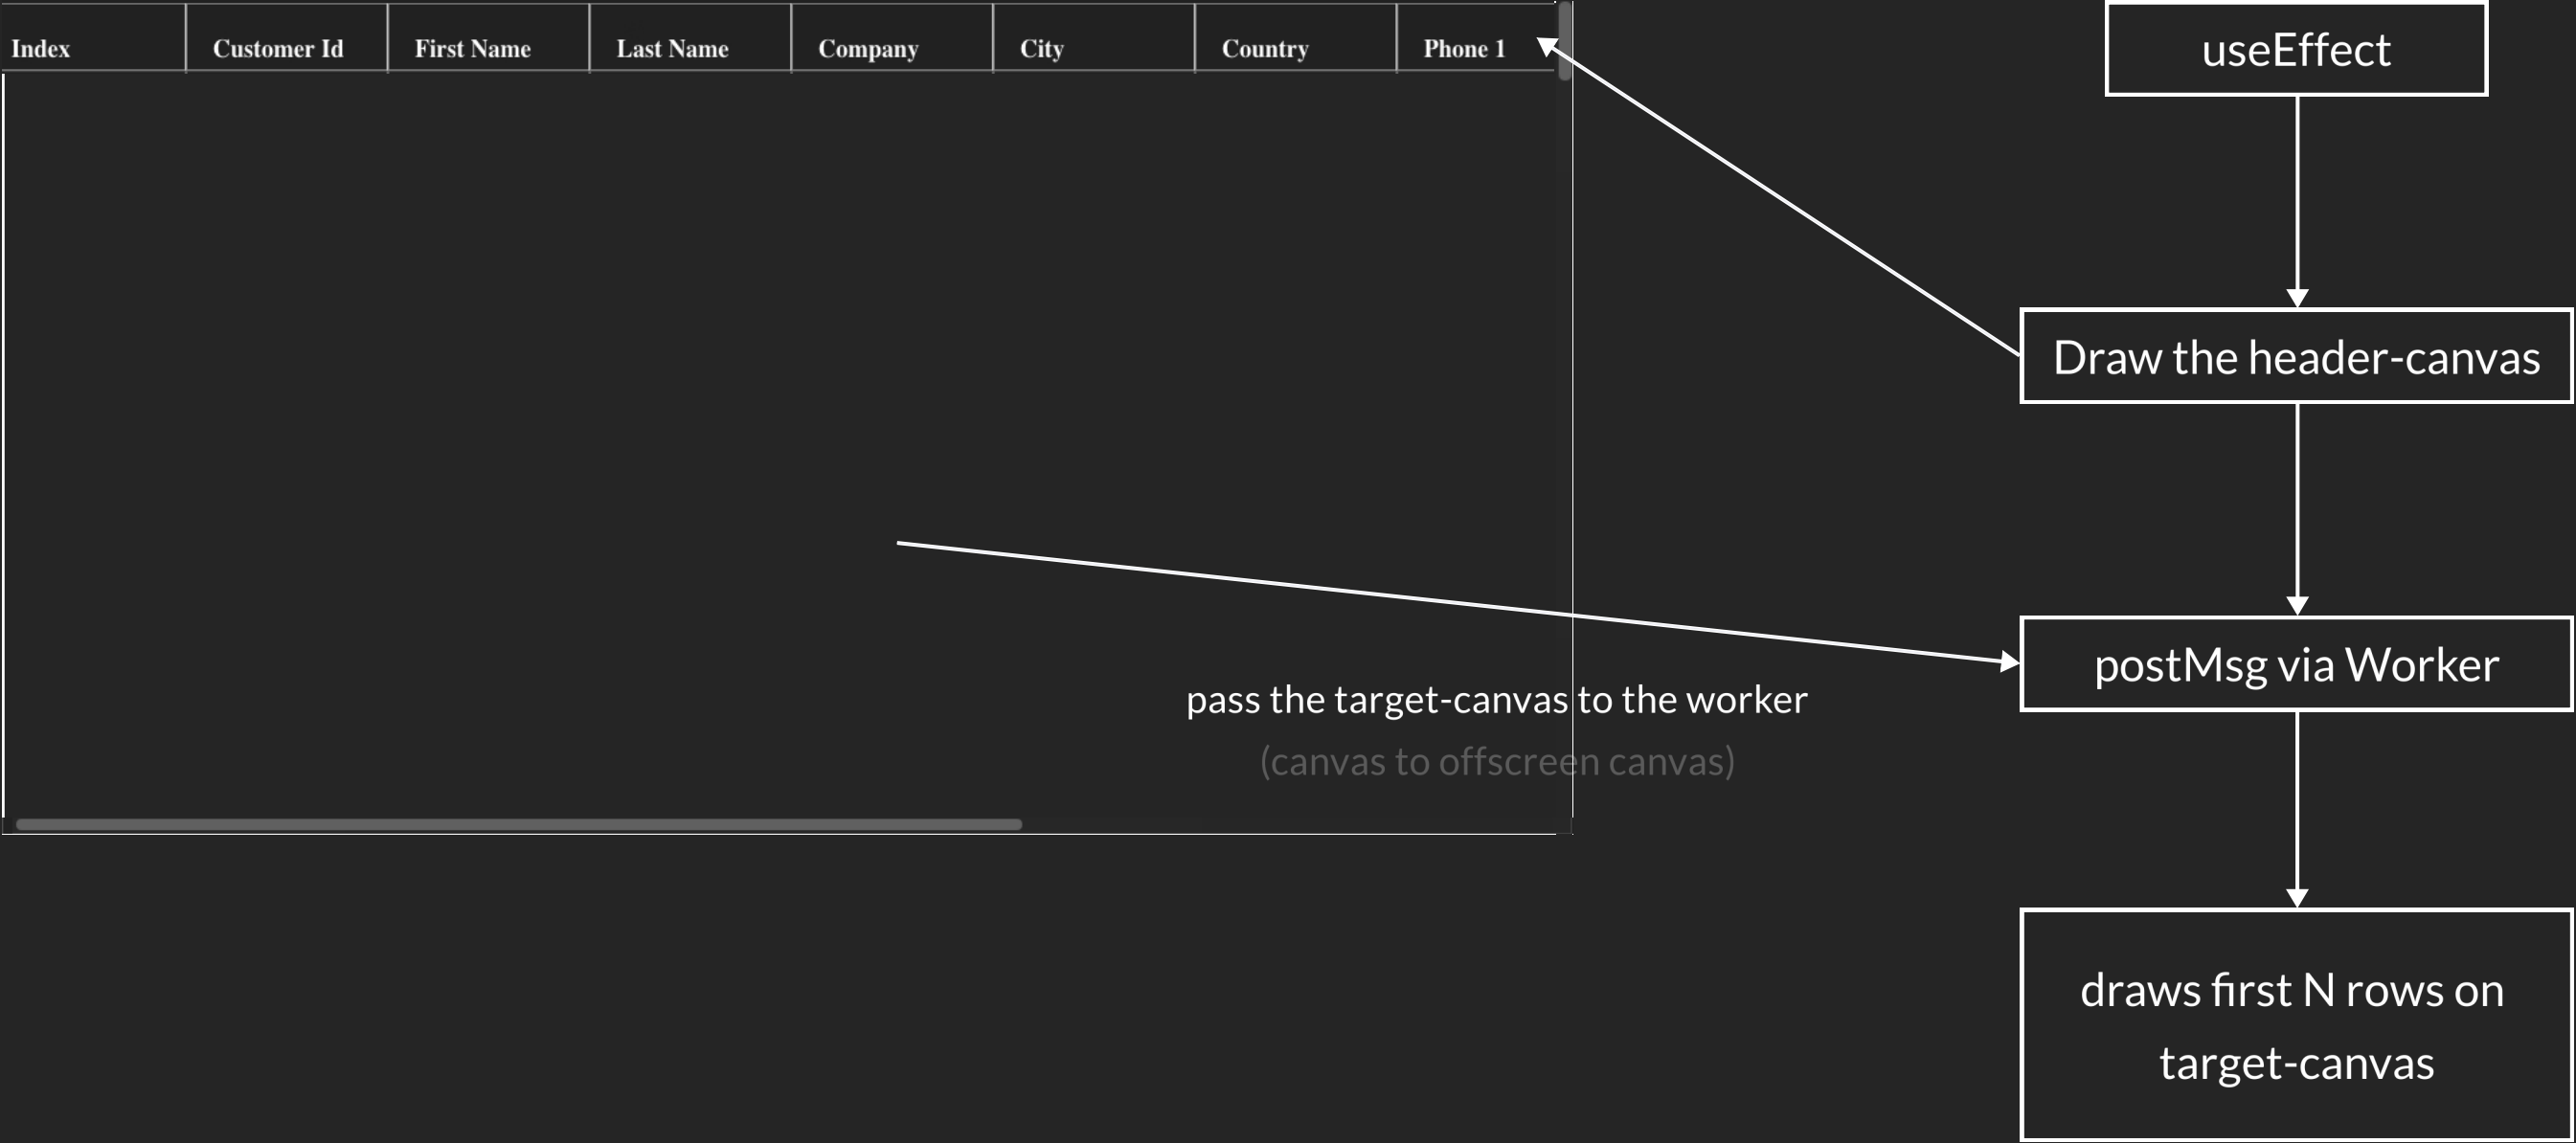 Index Customer Id First Name Last Name Company City Country Phone 1
useEffect
Draw the header-canvas
postMsg via Worker
pass the target-canvas to the worker
(canvas to offscreen canvas)
draws first N rows on
target-canvas